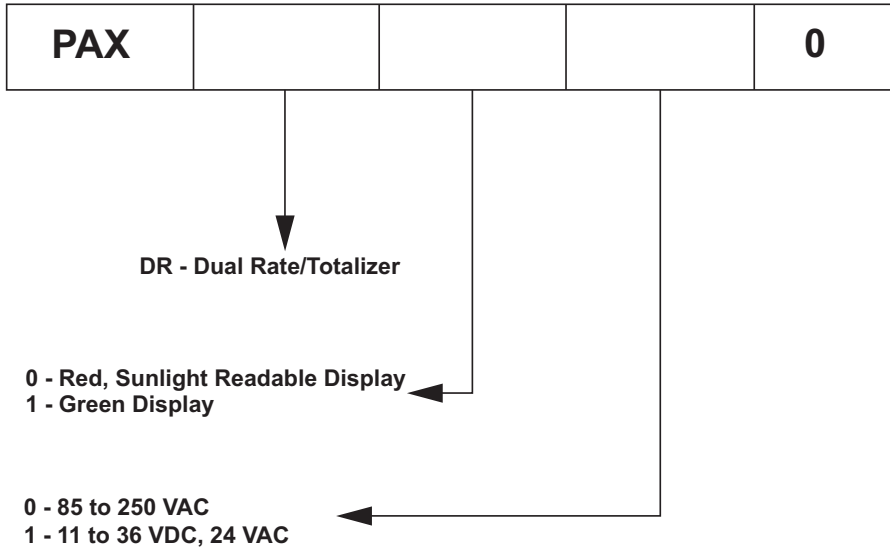 PAX 0
DR - Dual Rate/Totalizer
0 - Red, Sunlight Readable Display
1 - Green Display
0 - 85 to 250 VAC
1 - 11 to 36 VDC, 24 VAC